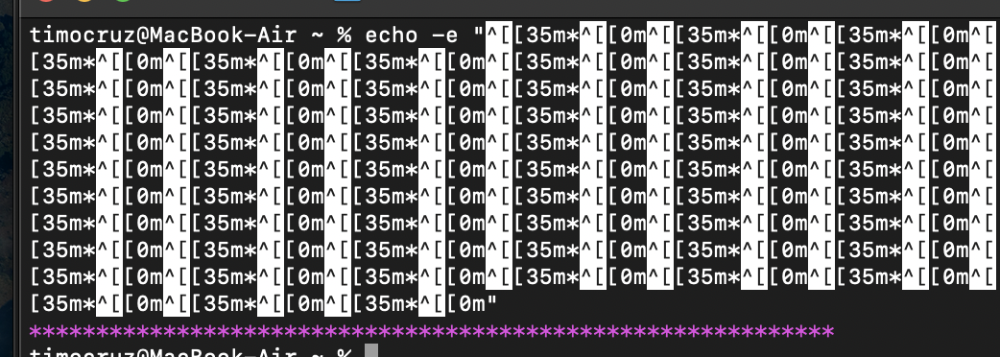 timocruz@MacBook-Air ~ % echo -e "^[[35m*^[[0m^[[35m*^[[0m^[[35m*^[[0m^[
[35m*^[[0m^[[35m*^[[0m^[[35m*^[[0m^[[35m*^[[0m^[[35m*^[[0m^[[35m*^[[0m^[
[35m*^[[0m^[[35m*^[[0m^[[35m*^[[0m^[[35m*^[[0m^[[35m*^[[0m^[[35m*^[[0m^[
[35m*^[[0m^[[35m*^[[0m^[[35m*^[[0m^[[35m*^[[0m^[[35m*^[[0m^[[35m*^[[0m^[
[35m*^[[0m^[[35m*^[[0m^[[35m*^[[0m^[[35m*^[[0m^[[35m*^[[0m^[[35m*^[[0m^[
[35m*^[[0m^[[35m*^[[0m^[[35m*^[[0m^[[35m*^[[0m^[[35m*^[[0m^[[35m*^[[0m^[
[35m*^[[0m^[[35m*^[[0m^[[35m*^[[0m^[[35m*^[[0m^[[35m*^[[0m^[[35m*^[[0m^[
[35m*^[[0m^[[35m*^[[0m^[[35m*^[[0m^[[35m*^[[0m^[[35m*^[[0m^[[35m*^[[0m^[
[35m*^[[0m^[[35m*^[[0m^[[35m*^[[0m^[[35m*^[[0m^[[35m*^[[0m^[[35m*^[[0m^[
[35m*^[[0m^[[35m*^[[0m^[[35m*^[[0m^[[35m*^[[0m^[[35m*^[[0m^[[35m*^[[0m^[
[35m*^[[0m^[[35m*^[[0m^[[35m*^[[0m"
************************************************************
timocruz@MacBook-Air ~ %